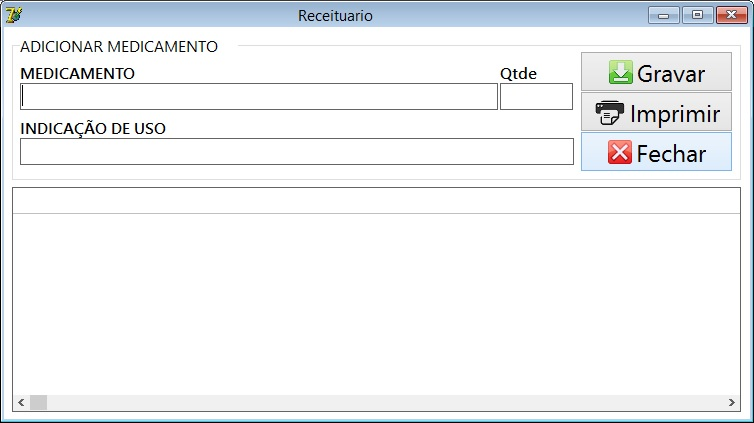 Receituario
ADICIONAR MEDICAMENTO
MEDICAMENTO
Qtde
INDICAÇÃO DE USO
Gravar
Imprimir
Fechar